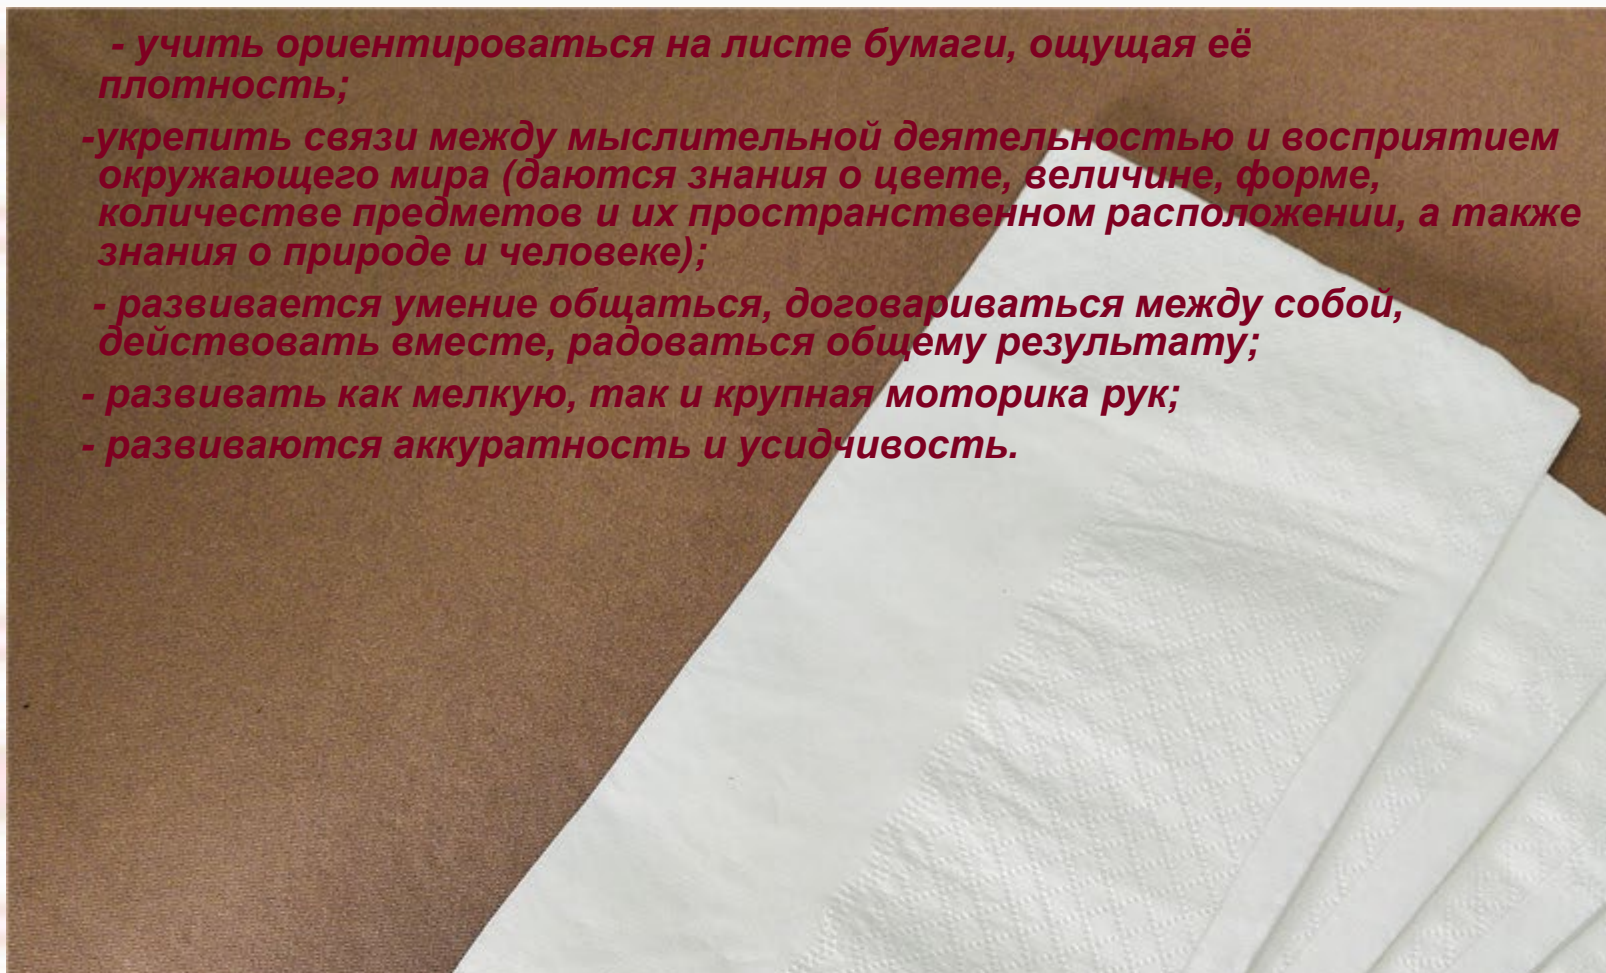 - учить ориентироваться на листе бумаги, ощущая её
плотность;
-укрепить связи между мыслительной деятельностью и восприятием
окружающего мира (даются знания о цвете, величине, форме,
количестве предметов и их пространственном расположении, а также
знания о природе и человеке);
- развивается умение общаться, договариваться между собой,
действовать вместе, радоваться общему результату;
- развивать как мелкую, так и крупная моторика рук;
- развиваются аккуратность и усидчивость.